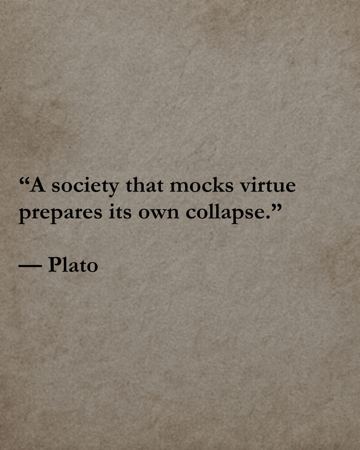 “A society that mocks virtue
prepares its own collapse.”
— Plato